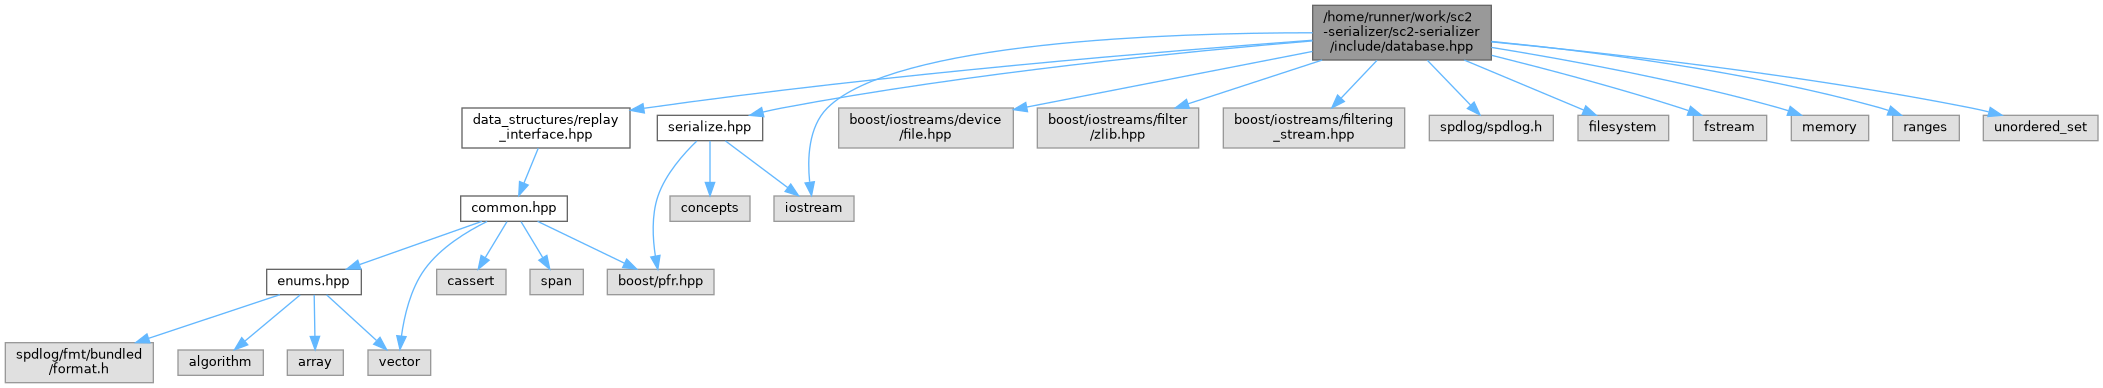 /home/runner/work/sc2
-serializer/sc2-serializer
/include/database.hpp
data_structures/replay
_interface.hpp
serialize.hpp
boost/iostreams/device
/file.hpp
boost/iostreams/filter
/zlib.hpp
boost/iostreams/filtering
_stream.hpp
spdlog/spdlog.h
filesystem
fstream
memory
ranges
unordered_set
common.hpp
concepts
iostream
enums.hpp
cassert
span
boost/pfr.hpp
spdlog/fmt/bundled
/format.h
algorithm
array
vector